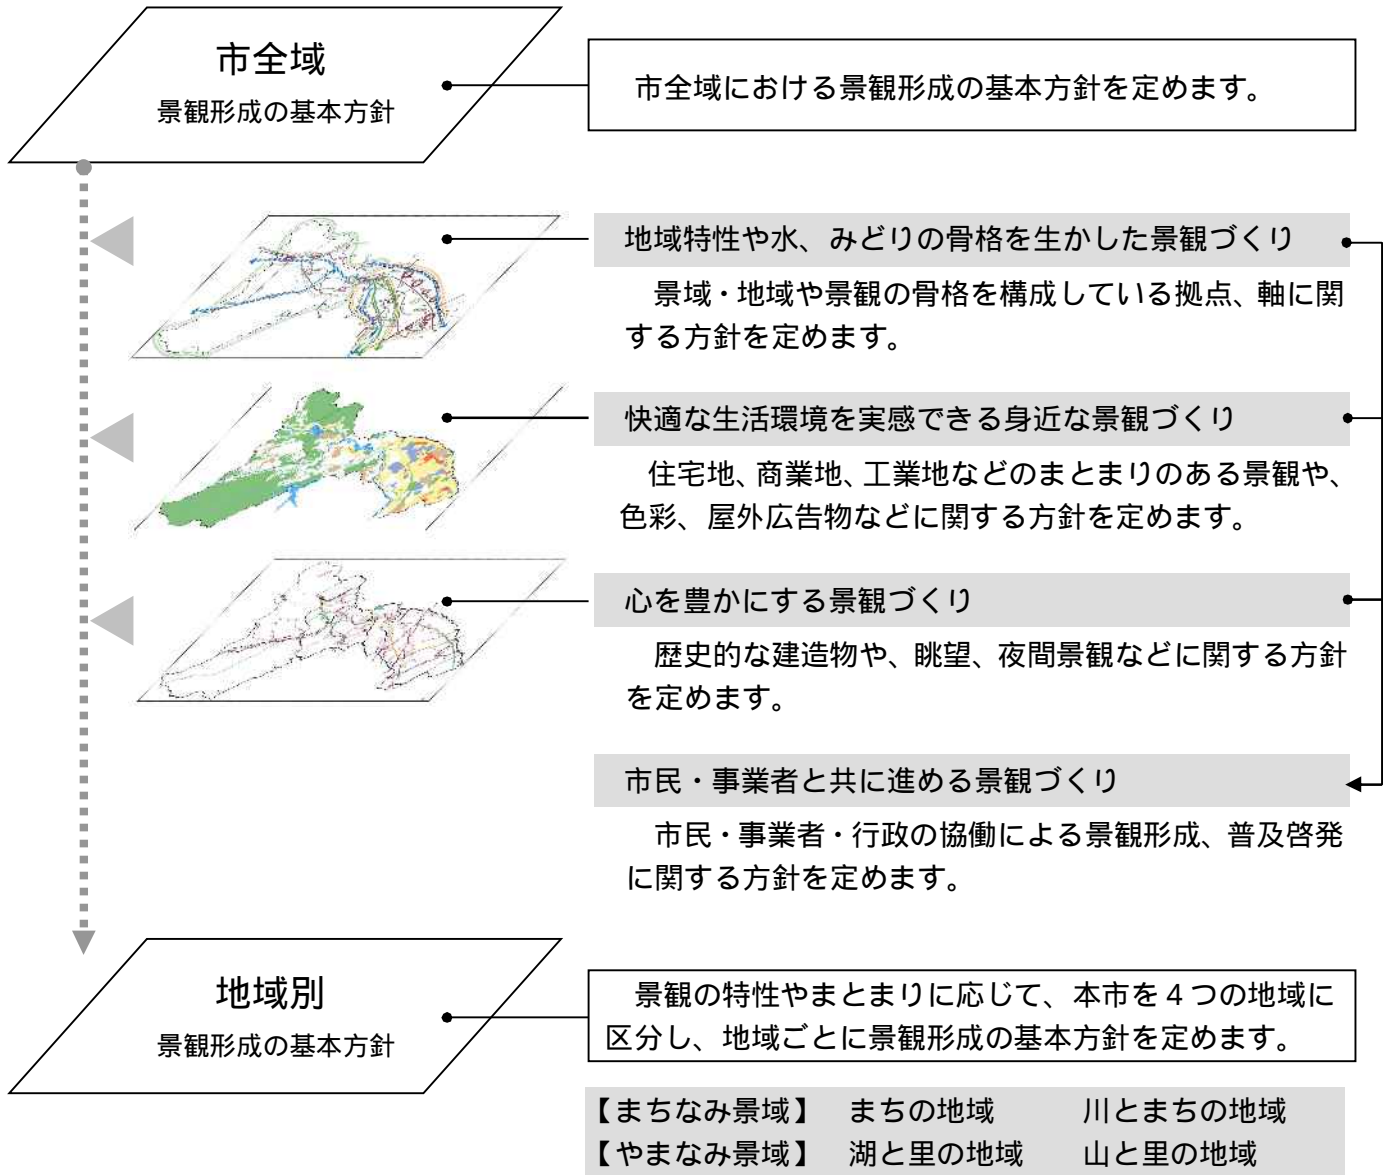 市全域
景観形成の基本方針
市全域における景観形成の基本方針を定めます。
地域特性や水、みどりの骨格を生かした景観づくり
景域・地域や景観の骨格を構成している拠点、軸に関
する方針を定めます。
快適な生活環境を実感できる身近な景観づくり
住宅地、商業地、工業地などのまとまりのある景観や、
色彩、屋外広告物などに関する方針を定めます。
心を豊かにする景観づくり
歴史的な建造物や、眺望、夜間景観などに関する方針
を定めます。
市民・事業者と共に進める景観づくり
市民・事業者・行政の協働による景観形成、普及啓発
に関する方針を定めます。
地域別
景観形成の基本方針
景観の特性やまとまりに応じて、本市を４つの地域に
区分し、地域ごとに景観形成の基本方針を定めます。
【まちなみ景域】 まちの地域 川とまちの地域
【やまなみ景域】 湖と里の地域 山と里の地域